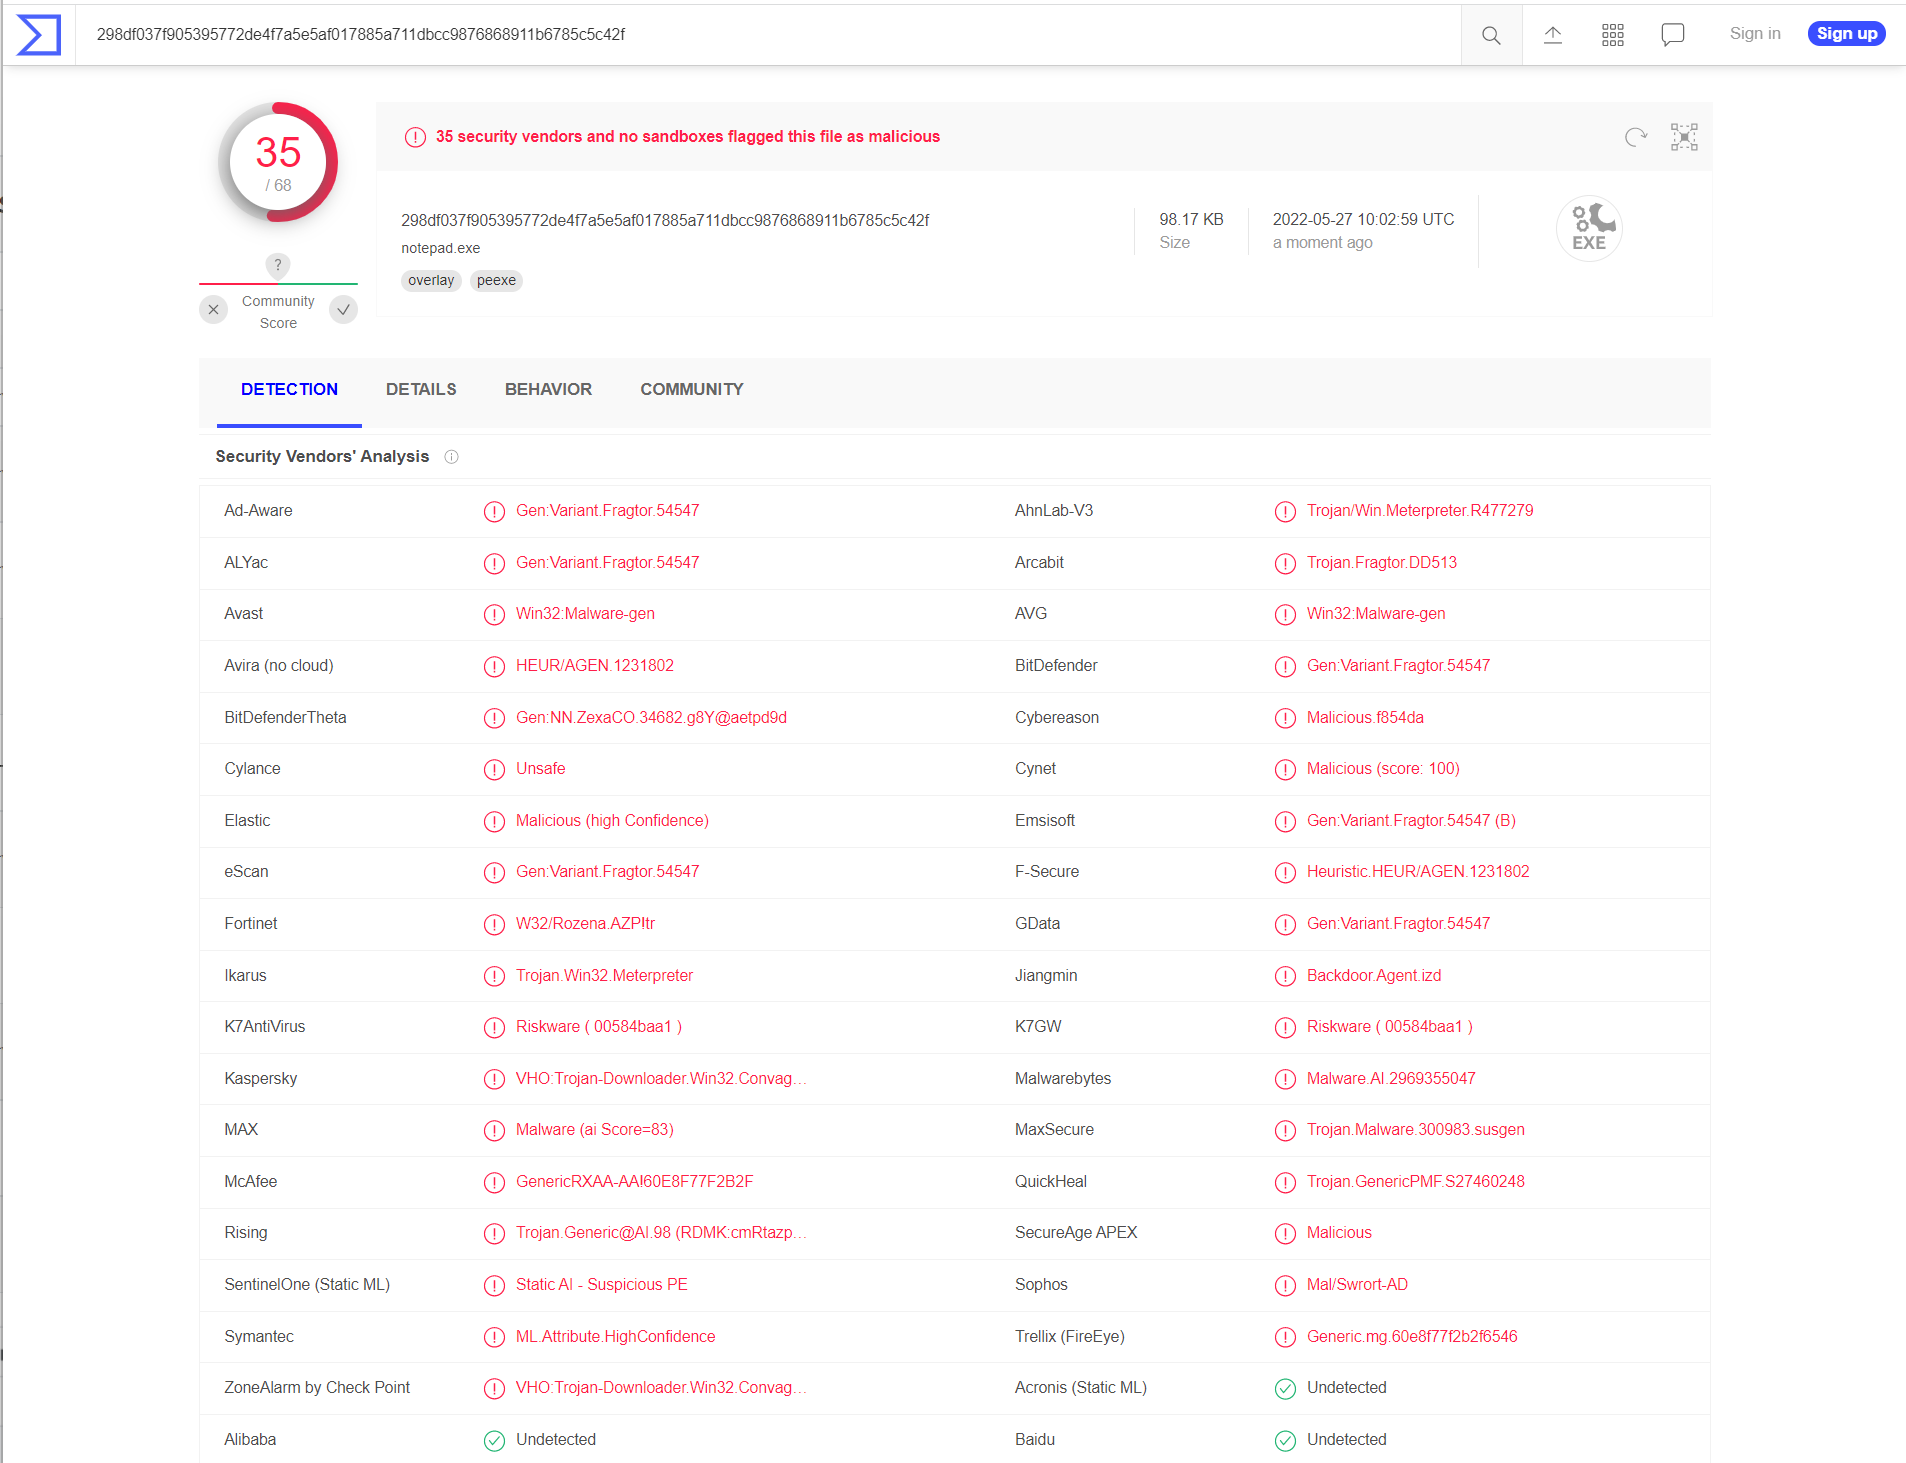 298df037f905395772de4f7a5e5af017885a711dbcc9876868911b6785c5c42f
Sign in
Sign up
35
/ 68
35 security vendors and no sandboxes flagged this file as malicious
298df037f905395772de4f7a5e5af017885a711dbcc9876868911b6785c5c42f
notepad.exe
overlay peexe
98.17 KB
Size
2022-05-27 10:02:59 UTC
a moment ago
EXE
?
Community
Score
DETECTION DETAILS BEHAVIOR COMMUNITY
Security Vendors' Analysis
Ad-Aware Gen:Variant.Fragtor.54547 AhnLab-V3 Trojan/Win.Meterpreter.R477279
ALYac Gen:Variant.Fragtor.54547 Arcabit Trojan.Fragtor.DD513
Avast Win32:Malware-gen AVG Win32:Malware-gen
Avira (no cloud) HEUR/AGEN.1231802 BitDefender Gen:Variant.Fragtor.54547
BitDefenderTheta Gen:NN.ZexaCO.34682.g8Y@aetpd9d Cybereason Malicious.f854da
Cylance Unsafe Cynet Malicious (score: 100)
Elastic Malicious (high Confidence) Emsisoft Gen:Variant.Fragtor.54547 (B)
eScan Gen:Variant.Fragtor.54547 F-Secure Heuristic.HEUR/AGEN.1231802
Fortinet W32/Rozena.AZP!tr GData Gen:Variant.Fragtor.54547
Ikarus Trojan.Win32.Meterpreter Jiangmin Backdoor.Agent.izd
K7AntiVirus Riskware ( 00584baa1 ) K7GW Riskware ( 00584baa1 )
Kaspersky VHO:Trojan-Downloader.Win32.Convag... Malwarebytes Malware.AI.2969355047
MAX Malware (ai Score=83) MaxSecure Trojan.Malware.300983.susgen
McAfee GenericRXAA-AA!60E8F77F2B2F QuickHeal Trojan.GenericPMF.S27460248
Rising Trojan.Generic@AI.98 (RDMK:cmRtazp... SecureAge APEX Malicious
SentinelOne (Static ML) Static AI - Suspicious PE Sophos Mal/Swrort-AD
Symantec ML.Attribute.HighConfidence Trellix (FireEye) Generic.mg.60e8f77f2b2f6546
ZoneAlarm by Check Point VHO:Trojan-Downloader.Win32.Convag... Acronis (Static ML) Undetected
Alibaba Undetected Baidu Undetected